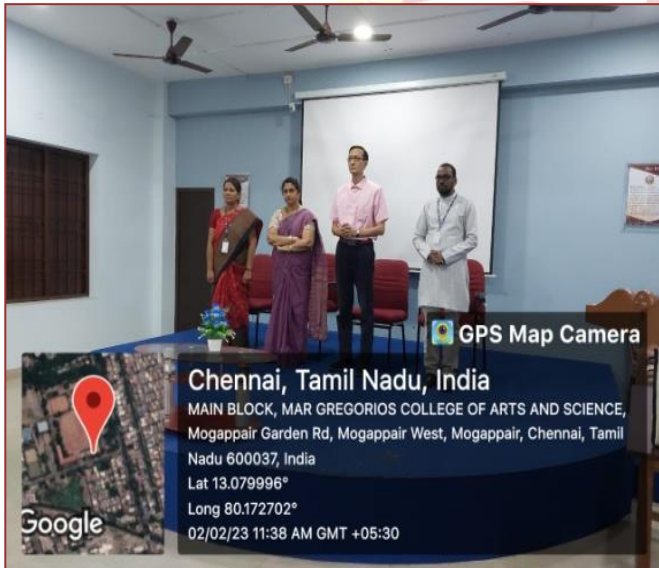 GPS Map Camera
Chennai, Tamil Nadu, India
MAIN BLOCK, MAR GREGORIOS COLLEGE OF ARTS AND SCIENCE,
Mogappair Garden Rd, Mogappair West, Mogappair, Chennai, Tamil
Nadu 600037, India
Lat 13.079996°
Long 80.172702°
02/02/23 11:38 AM GMT +05:30
Google